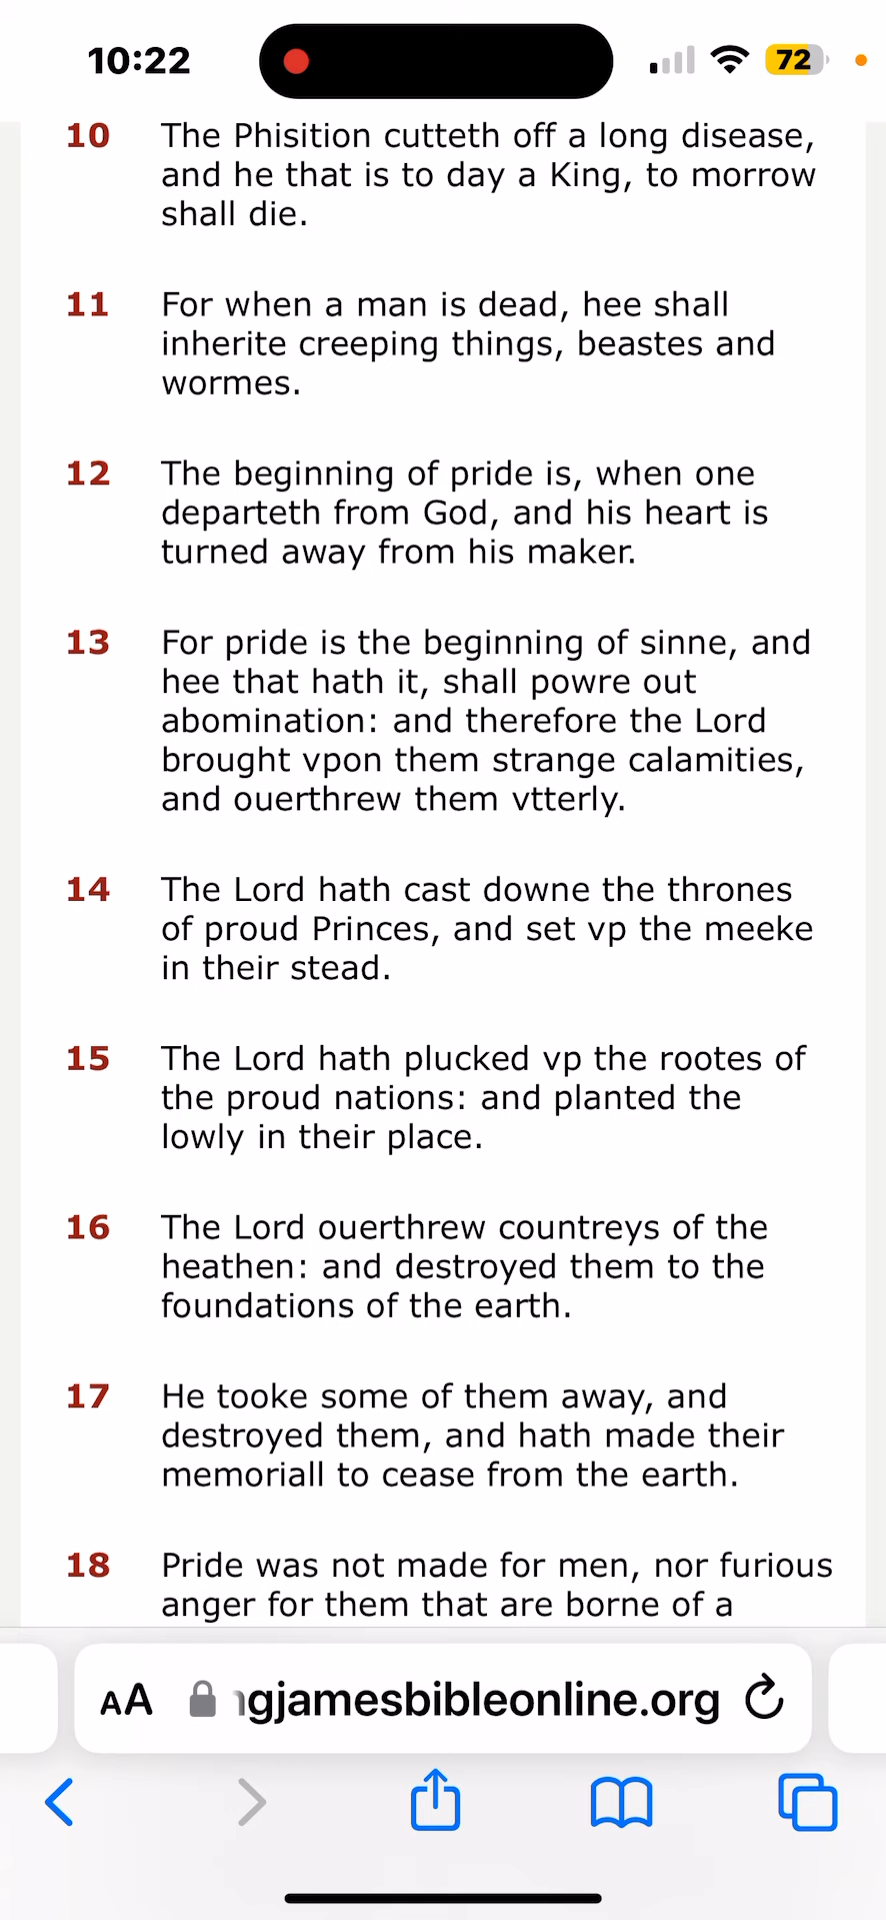 10:22
72
10 The Phisition cutteth off a long disease,
and he that is to day a King, to morrow
shall die.
11 For when a man is dead, hee shall
inherite creeping things, beastes and
wormes.
12 The beginning of pride is, when one
departeth from God, and his heart is
turned away from his maker.
13 For pride is the beginning of sinne, and
hee that hath it, shall powre out
abomination: and therefore the Lord
brought vpon them strange calamities,
and ouerthrew them vtterly.
14 The Lord hath cast downe the thrones
of proud Princes, and set vp the meeke
in their stead.
15 The Lord hath plucked vp the rootes of
the proud nations: and planted the
lowly in their place.
16 The Lord ouerthrew countreys of the
heathen: and destroyed them to the
foundations of the earth.
17 He tooke some of them away, and
destroyed them, and hath made their
memoriall to cease from the earth.
18 Pride was not made for men, nor furious
anger for them that are borne of a
AA ngjamesbibleonline.org